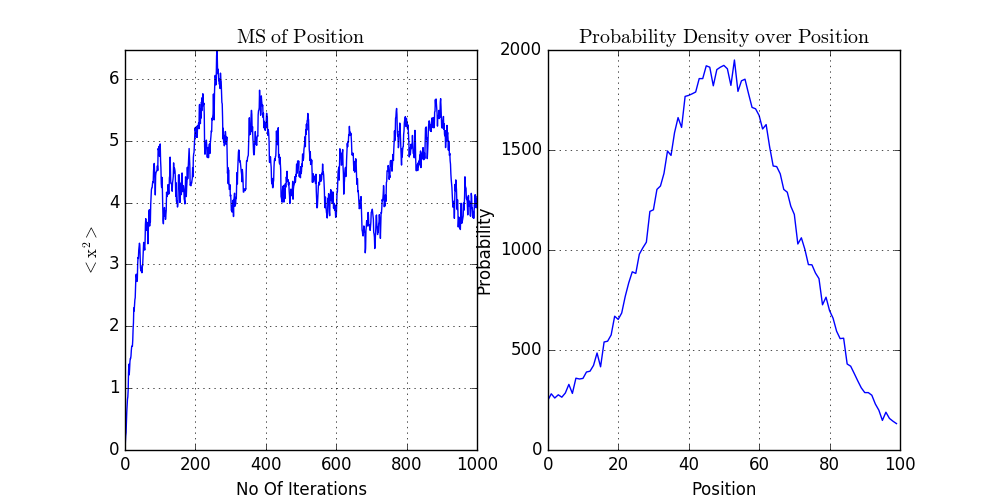 MS of Position
6
5
4
3
2
1
0
< x² >
0 200 400 600 800 1000
No Of Iterations
Probability Density over Position
2000
1500
1000
500
0
Probability
0 20 40 60 80 100
Position